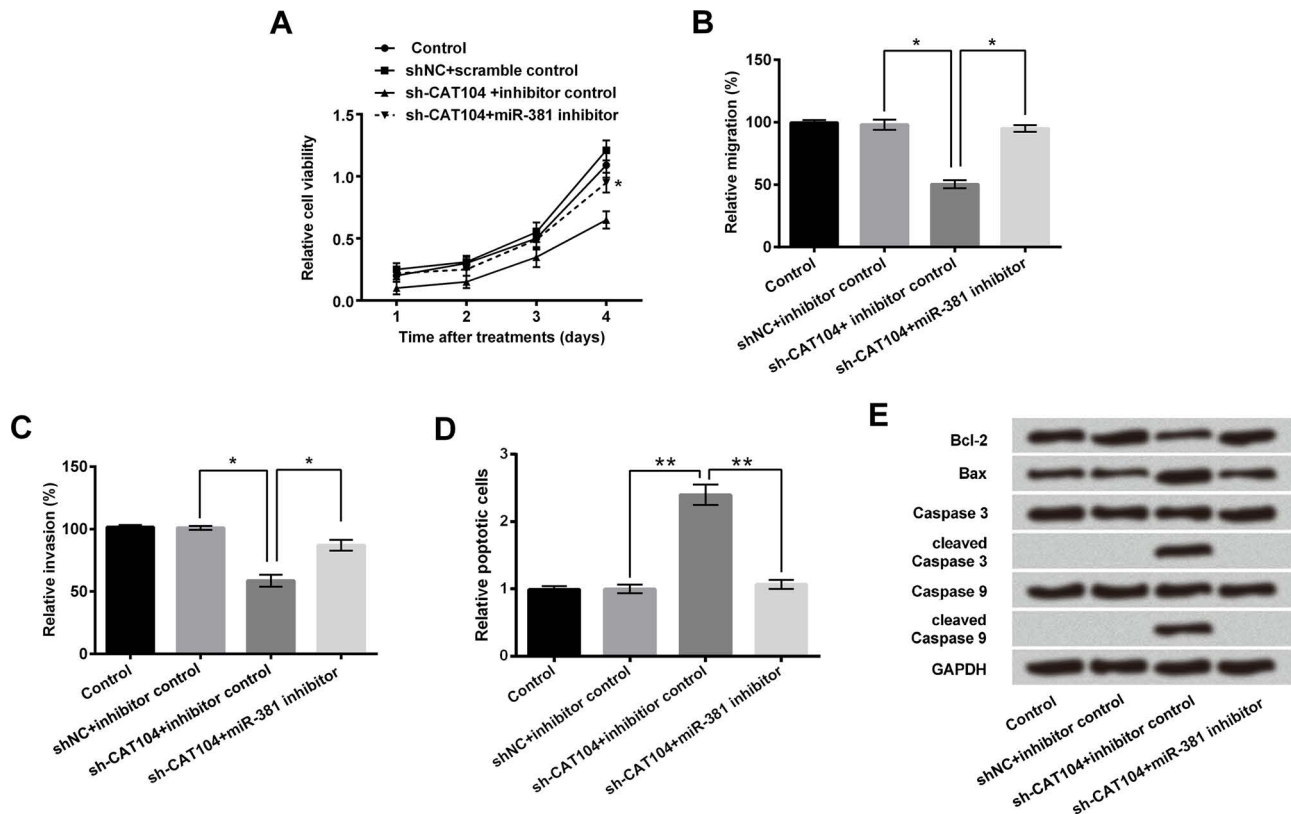 A
Control
shNC+scramble control
sh-CAT104 +inhibitor control
sh-CAT104+miR-381 inhibitor
Relative cell viability
1.5
1.0
0.5
0.0
*
1 2 3 4
Time after treatments (days)
B
Relative migration (%)
150
100
50
0
* *
Control
shNC+inhibitor control
sh-CAT104+ inhibitor control
sh-CAT104+miR-381 inhibitor
C
Relative invasion (%)
150
100
50
0
* *
Control
shNC+inhibitor control
sh-CAT104+inhibitor control
sh-CAT104+miR-381 inhibitor
D
Relative poptotic cells
3
2
1
0
** **
Control
shNC+inhibitor control
sh-CAT104+inhibitior control
sh-CAT104+miR-381 inhibitor
E
Bcl-2
Bax
Caspase 3
cleaved
Caspase 3
Caspase 9
cleaved
Caspase 9
GAPDH
Control
shNC+inhibitor control
sh-CAT104+inhibitor control
sh-CAT104+miR-381 inhibitor